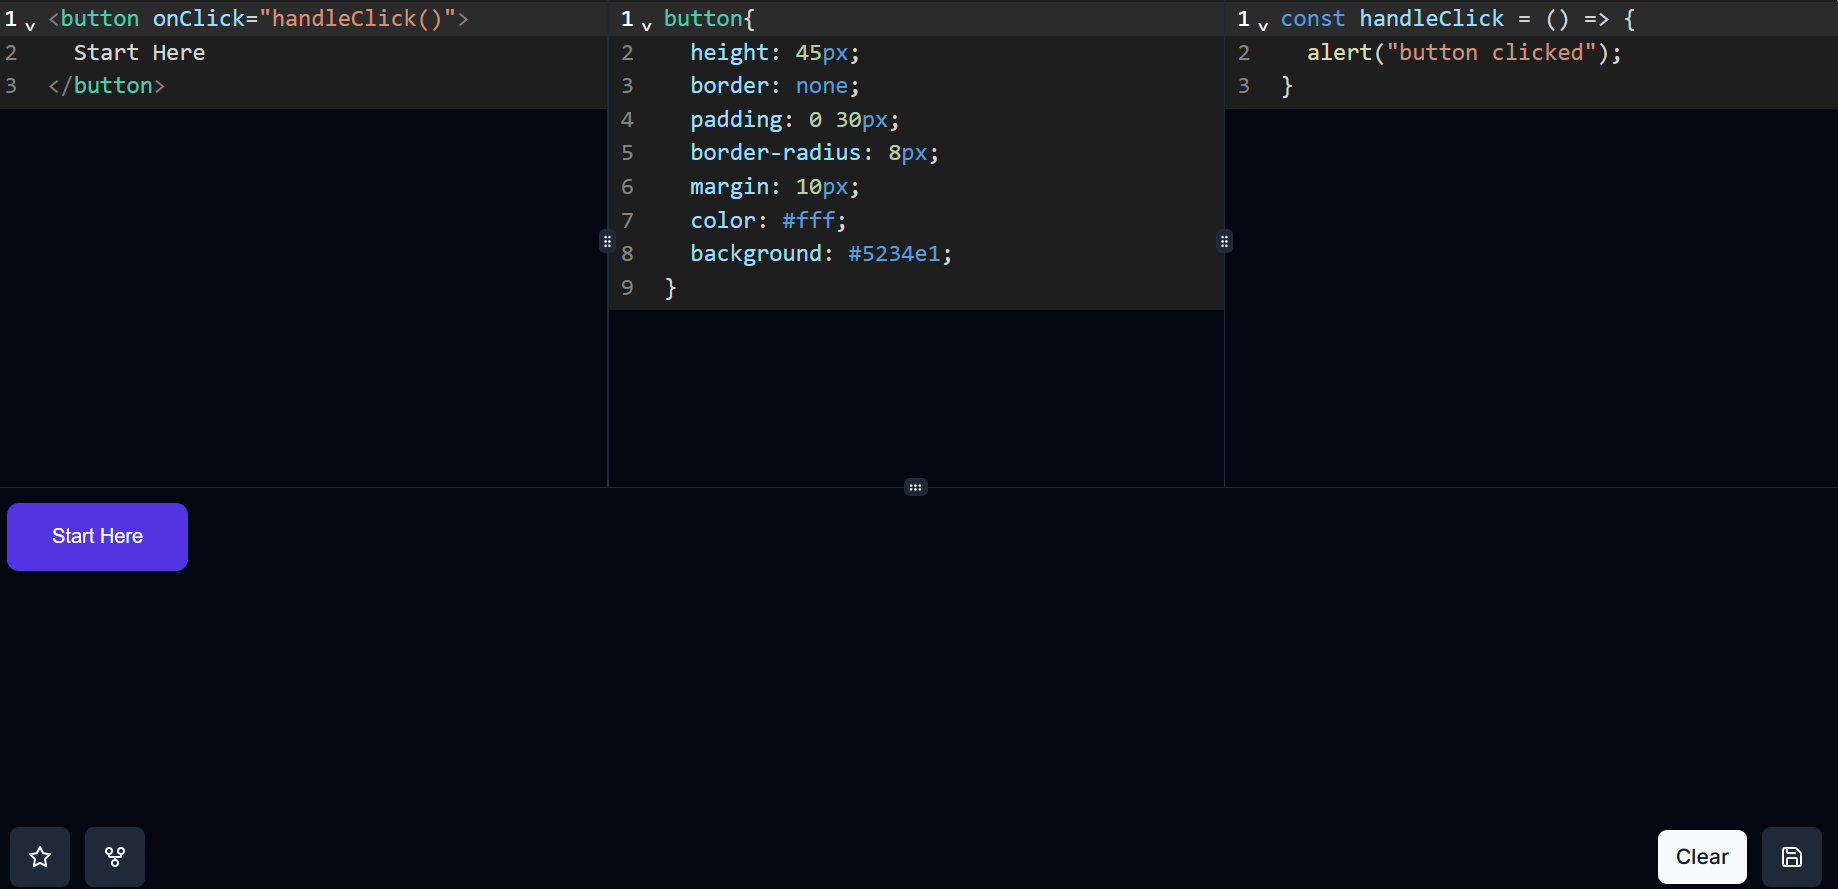 1 <button onClick="handleClick()">
2 Start Here
3 </button>
1 button{
2 height: 45px;
3 border: none;
4 padding: 0 30px;
5 border-radius: 8px;
6 margin: 10px;
7 color: #fff;
8 background: #5234e1;
9 }
1 const handleClick = () => {
2 alert("button clicked");
3 }
Start Here
Clear